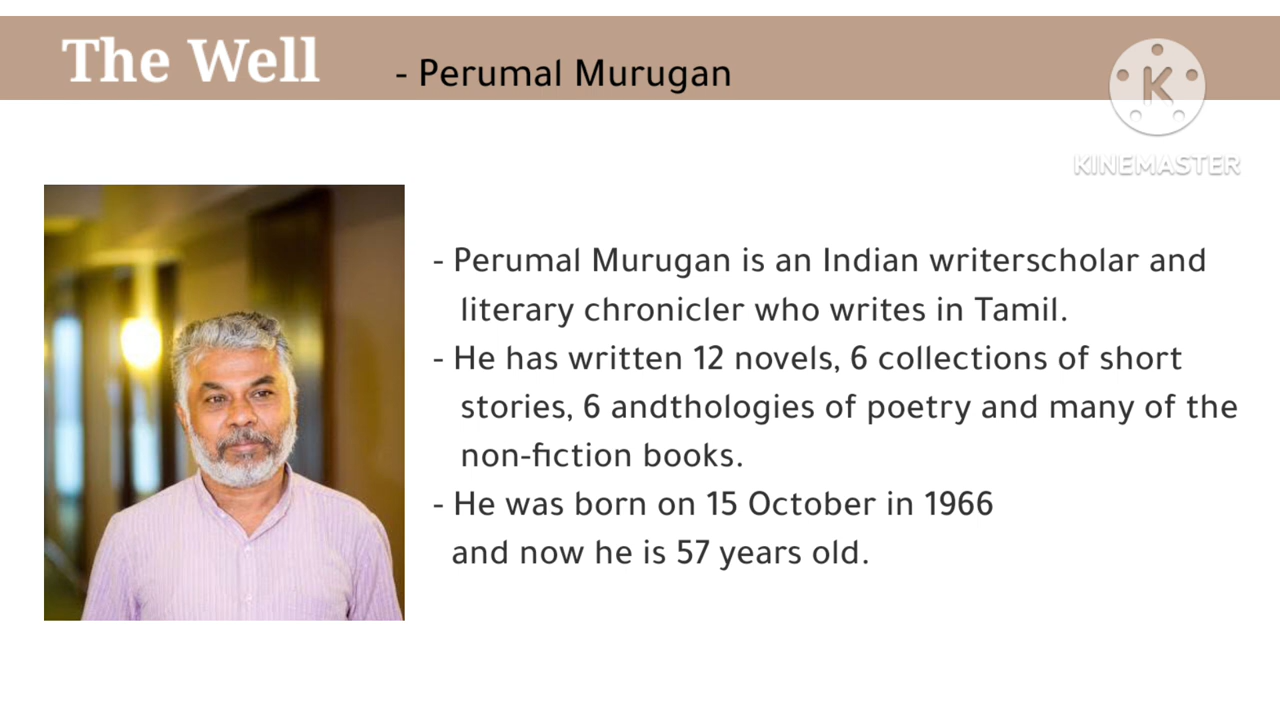 The Well
- Perumal Murugan
K
KINEMASTER
- Perumal Murugan is an Indian writerscholar and
literary chronicler who writes in Tamil.
- He has written 12 novels, 6 collections of short
stories, 6 andthologies of poetry and many of the
non-fiction books.
- He was born on 15 October in 1966
and now he is 57 years old.